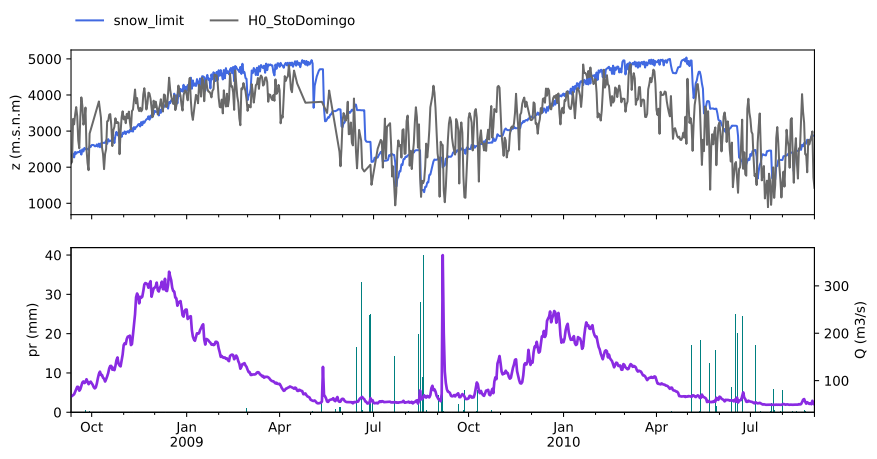 snow_limit H0_StoDomingo
5000
4000
3000
2000
1000
z (m.s.n.m)
40
30
20
10
0
pr (mm)
300
200
100
Q (m3/s)
Oct Jan Apr Jul Oct Jan Apr Jul
2009 2010